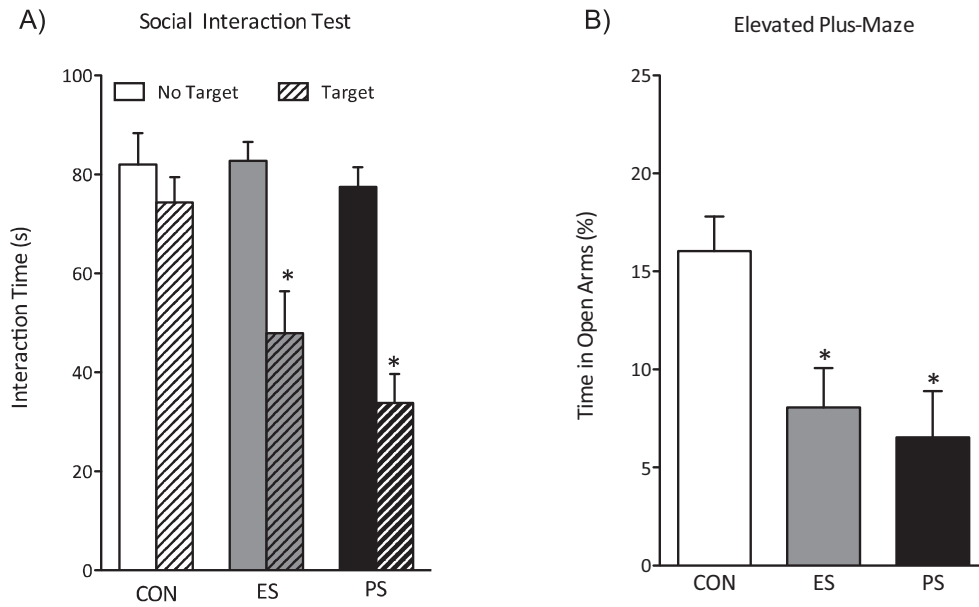 A)
Social Interaction Test
No Target
Target
Interaction Time (s)
100
80
60
40
20
0
*
*
CON
ES
PS
B)
Elevated Plus-Maze
Time in Open Arms (%)
25
20
15
10
5
0
*
*
CON
ES
PS